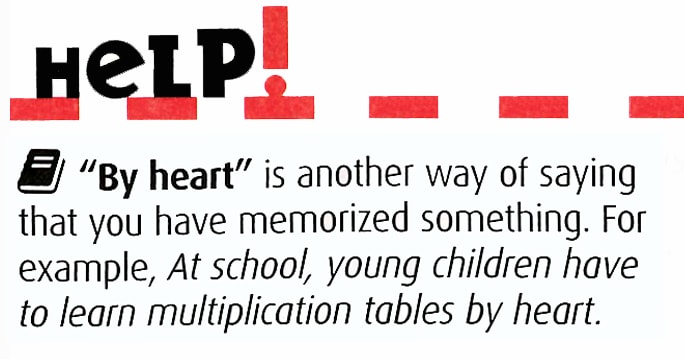 HeLP!
"By heart" is another way of saying
that you have memorized something. For
example, At school, young children have
to learn multiplication tables by heart.